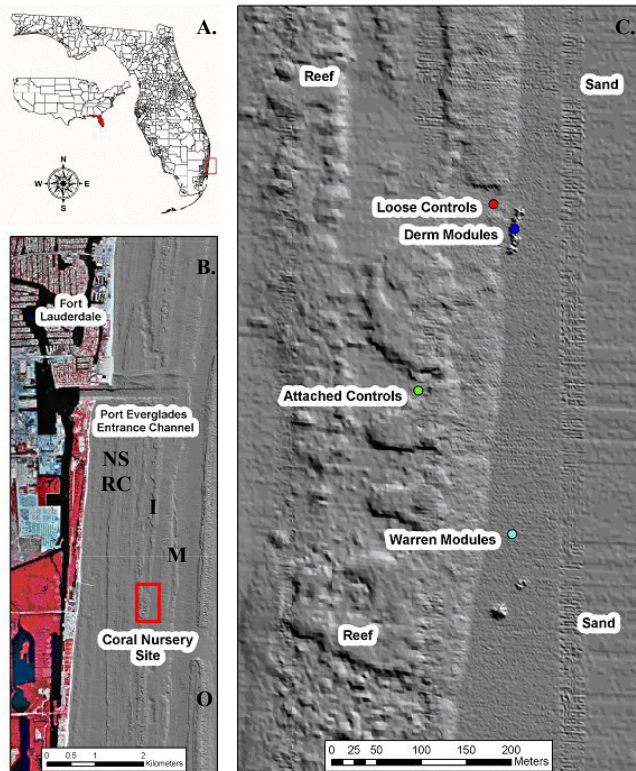 A.
N
W E
S
B.
Fort
Lauderdale
Port Everglades
Entrance Channel
NS
RC
I
M
Coral Nursery
Site
O
0 0.5 1 2
Kilometers
C.
Reef
Sand
Loose Controls
Derm Modules
Attached Controls
Warren Modules
Reef
Sand
0 25 50 100 150 200
Meters